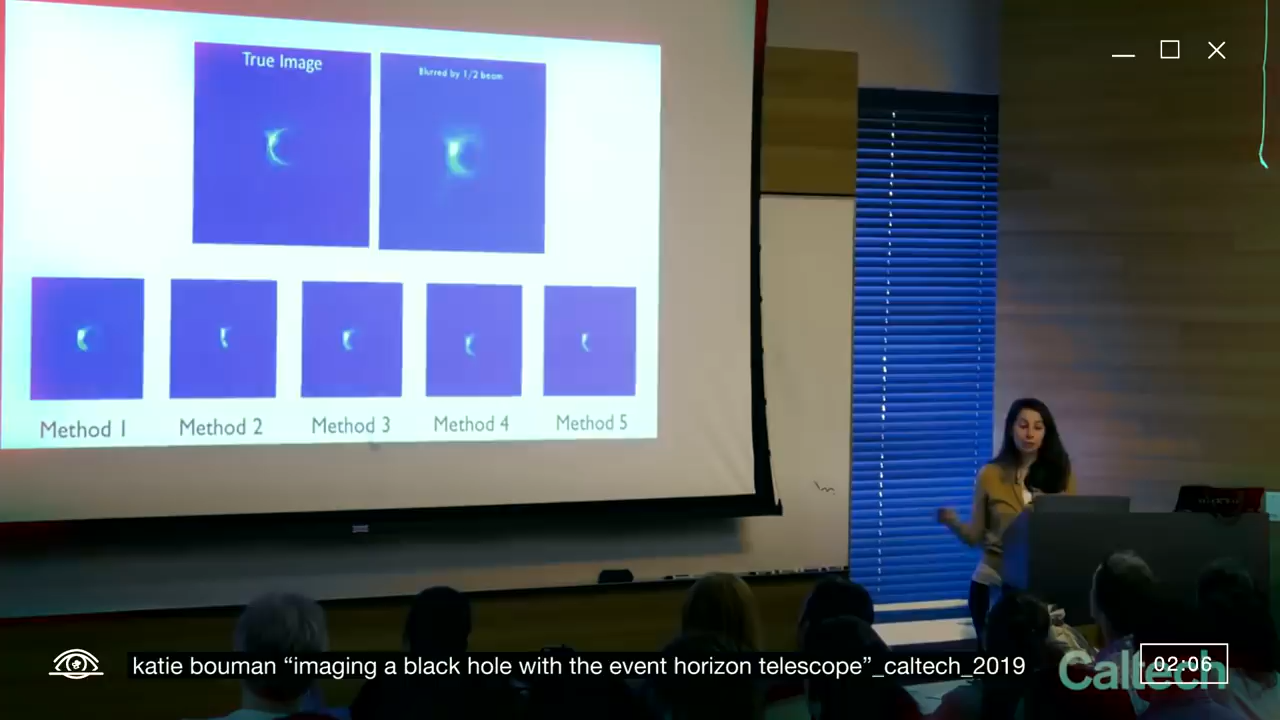 True Image
Blurred by 1/2 beam
Method 1
Method 2
Method 3
Method 4
Method 5
katie bouman “imaging a black hole with the event horizon telescope”_caltech_2019
Caltech
02:06